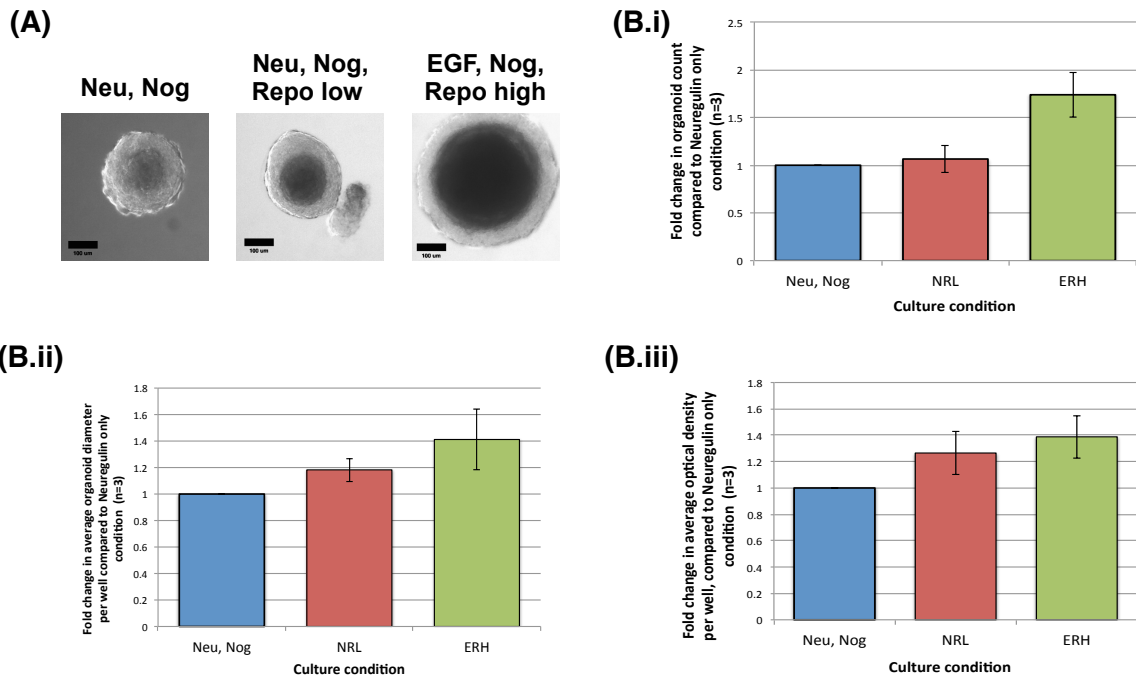 (A)
Neu, Nog
Neu, Nog,
Repo low
EGF, Nog,
Repo high
100 um
100 um
100 um
(B.i)
Fold change in organoid count
compared to Neuregulin only
condition (n=3)
2.5
2
1.5
1
0.5
0
Neu, Nog
NRL
ERH
Culture condition
(B.ii)
Fold change in average organoid diameter
per well compared to Neuregulin only
condition (n=3)
1.8
1.6
1.4
1.2
1
0.8
0.6
0.4
0.2
0
Neu, Nog
NRL
ERH
Culture condition
(B.iii)
Fold change in average optical density
per well, compared to Neuregulin only
condition (n=3)
1.8
1.6
1.4
1.2
1
0.8
0.6
0.4
0.2
0
Neu, Nog
NRL
ERH
Culture condition